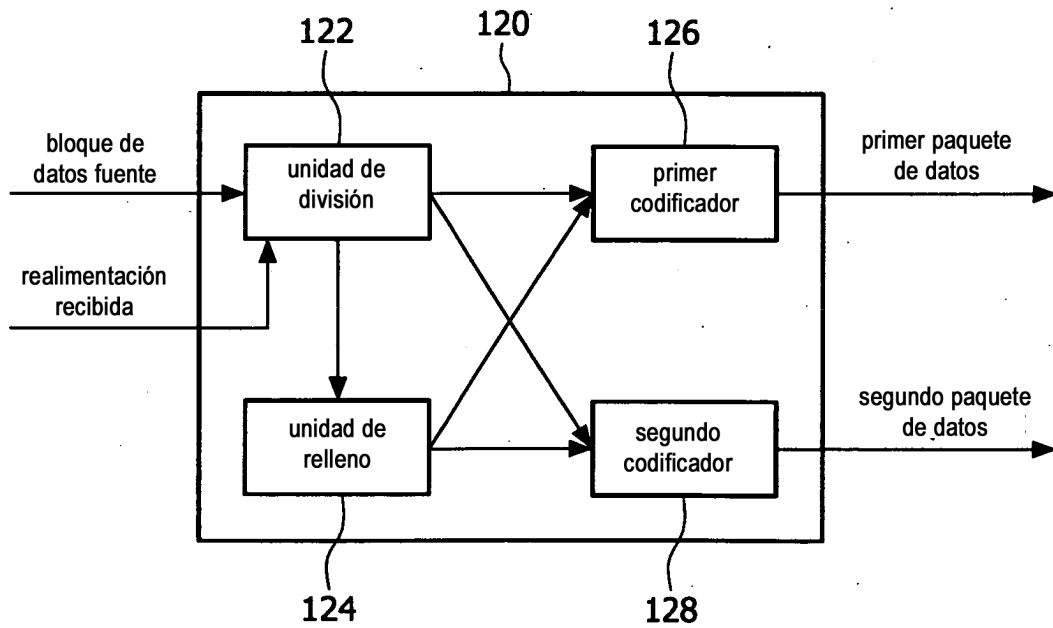 122
120
126
bloque de
datos fuente
unidad de
división
primer
codificador
primer paquete
de datos
realimentación
recibida
unidad de
relleno
segundo
codificador
segundo paquete
de datos
124
128